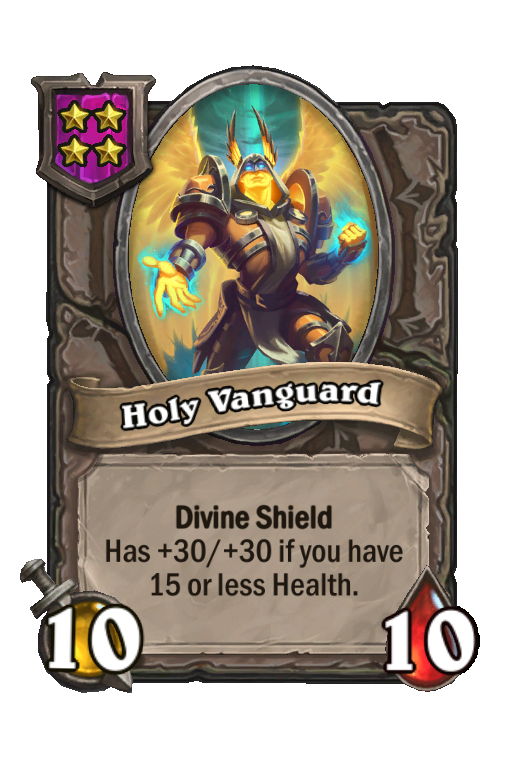 Holy Vanguard
Divine Shield
Has +30/+30 if you have
15 or less Health.
10
10